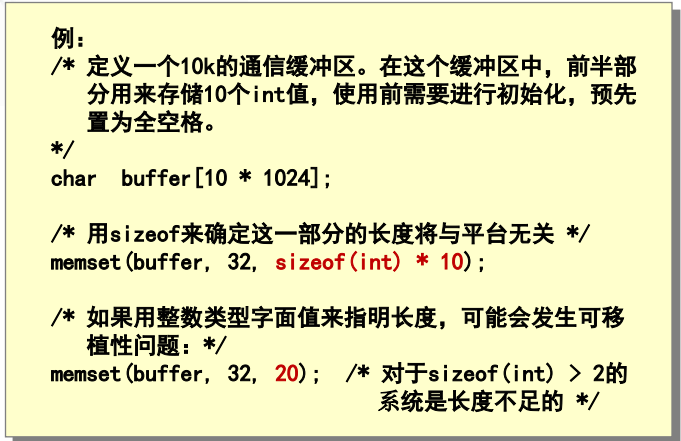 例：
/* 定义一个10k的通信缓冲区。在这个缓冲区中，前半部
分用来存储10个int值，使用前需要进行初始化，预先
置为全空格。
*/
char buffer[10 * 1024];
/* 用sizeof来确定这一部分的长度将与平台无关 */
memset(buffer, 32, sizeof(int) * 10);
/* 如果用整数类型字面值来指明长度，可能会发生可移
植性问题：*/
memset(buffer, 32, 20); /* 对于sizeof(int) > 2的
系统是长度不足的 */